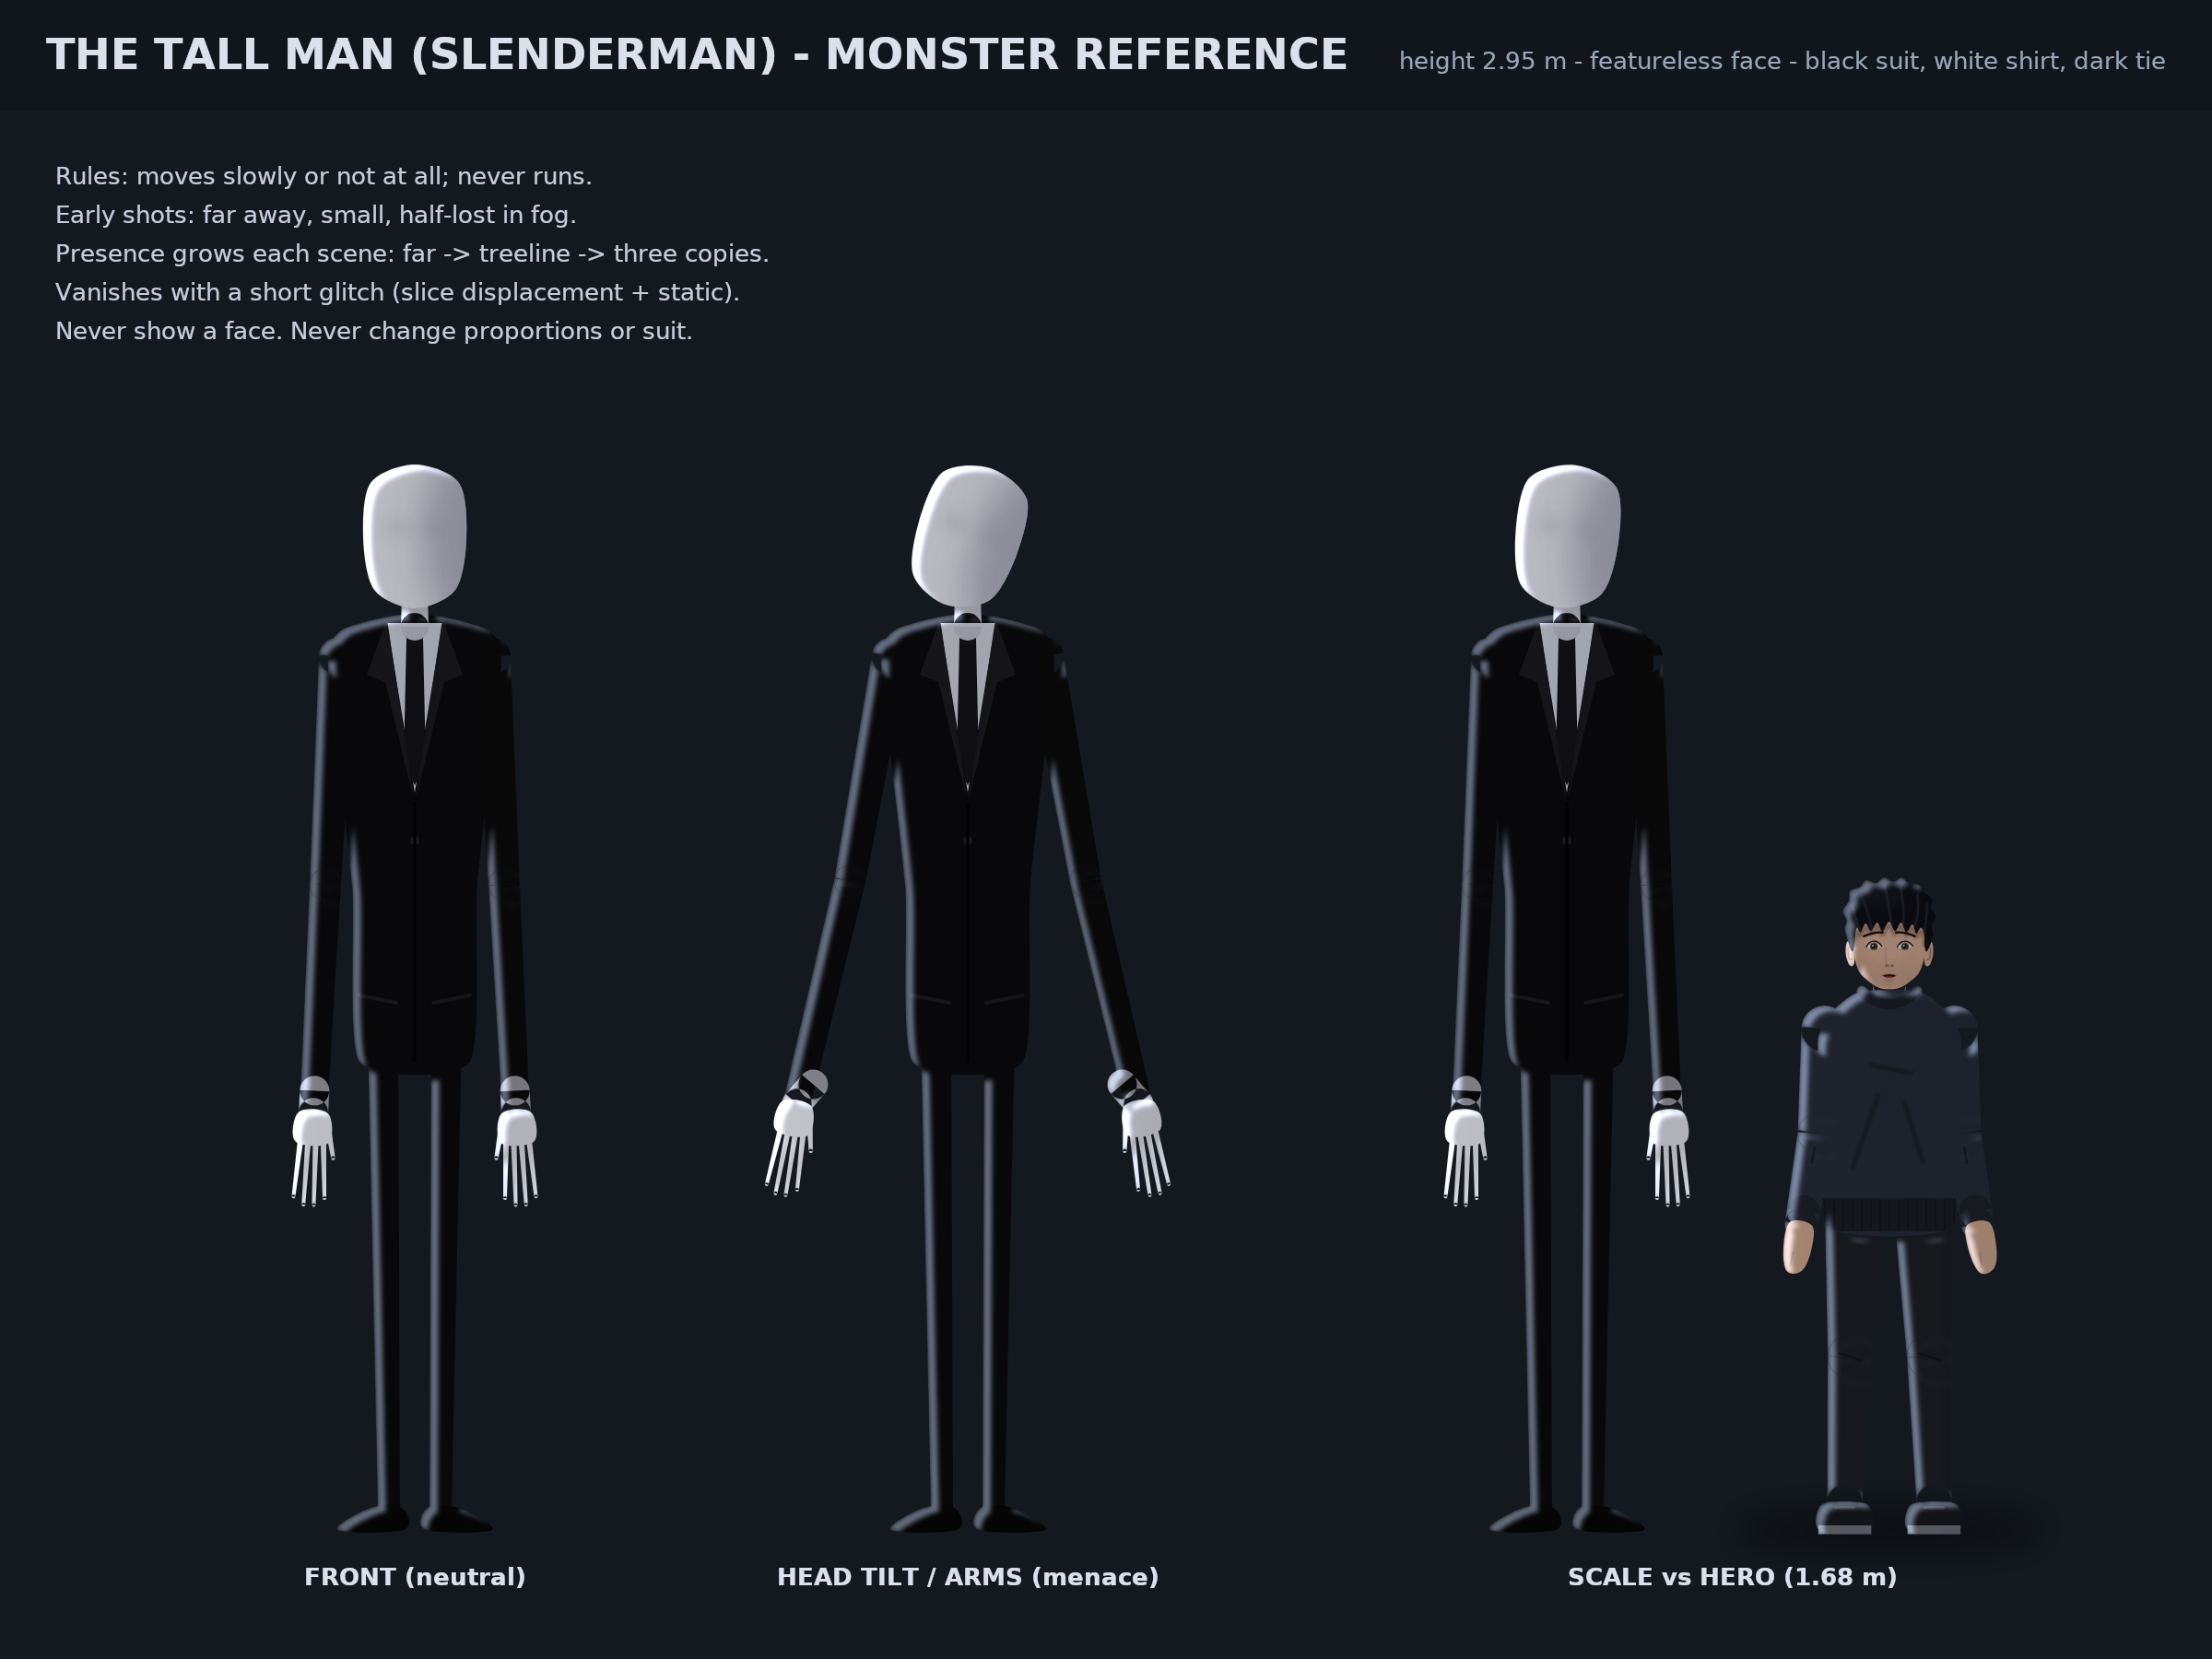 THE TALL MAN (SLENDERMAN) - MONSTER REFERENCE
height 2.95 m - featureless face - black suit, white shirt, dark tie
Rules: moves slowly or not at all; never runs.
Early shots: far away, small, half-lost in fog.
Presence grows each scene: far -> treeline -> three copies.
Vanishes with a short glitch (slice displacement + static).
Never show a face. Never change proportions or suit.
FRONT (neutral)
HEAD TILT / ARMS (menace)
SCALE vs HERO (1.68 m)